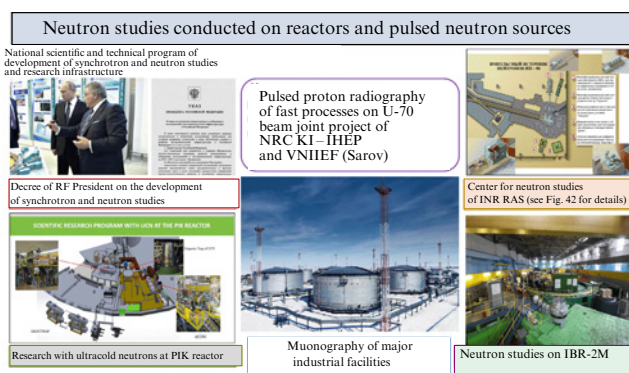 Neutron studies conducted on reactors and pulsed neutron sources
National scientific and technical program of
development of synchrotron and neutron studies
and research infrastructure
УКАЗ
Decree of RF President on the development
of synchrotron and neutron studies
Pulsed proton radiography
of fast processes on U-70
beam joint project of
NRC KI – IHEP
and VNIIEF (Sarov)
Center for neutron studies
of INR RAS (see Fig. 42 for details)
SCIENTIFIC RESEARCH PROGRAM WITH UCN AT THE PIK REACTOR
Research with ultracold neutrons at PIK reactor
Muonography of major
industrial facilities
Neutron studies on IBR-2M